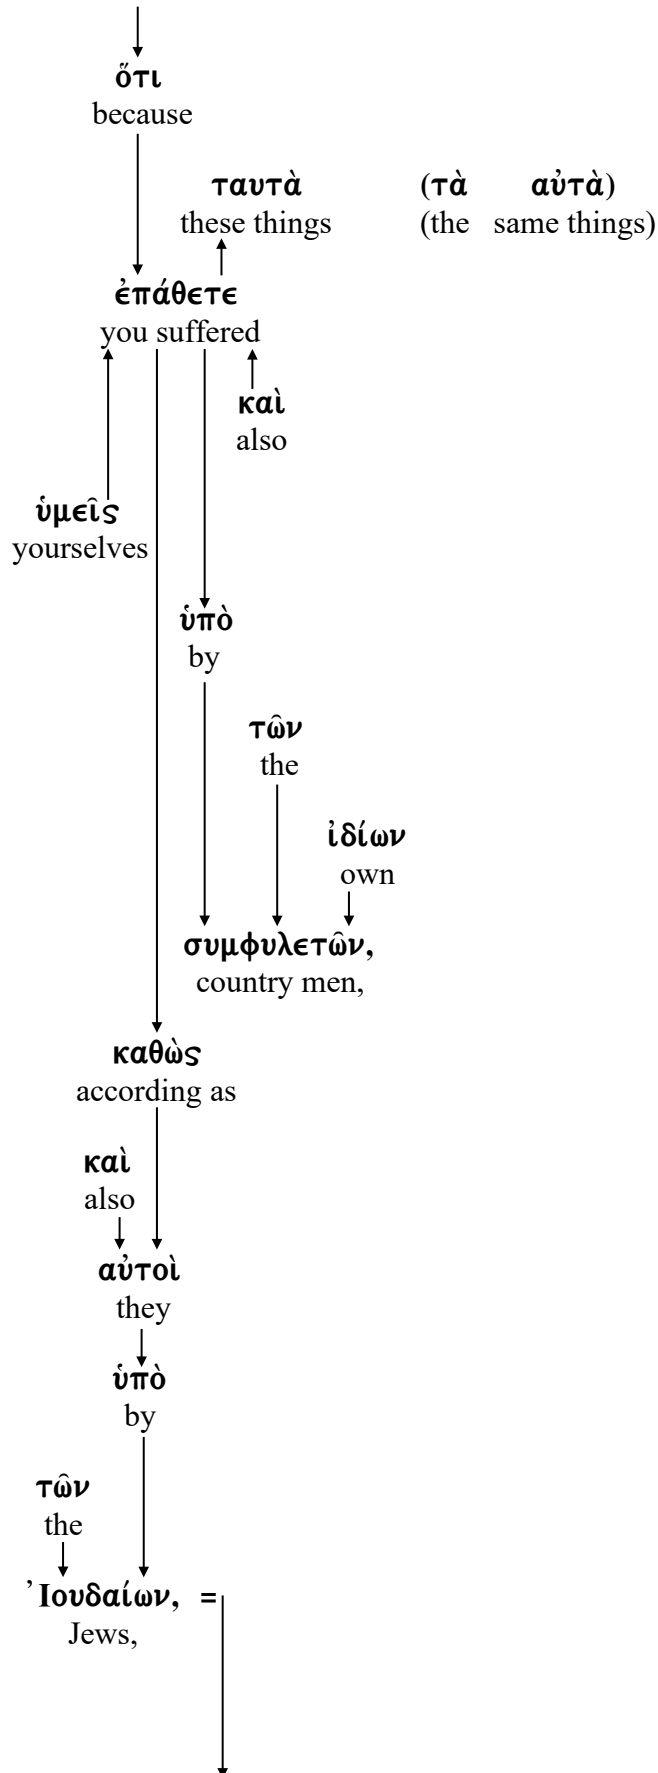 ὅτι
because
ταυτὰ (τὰ αὐτὰ)
these things (the same things)
ἐπάθετε
you suffered
καὶ
also
ὑμεῖς
yourselves
ὑπὸ
by
τῶν
the
ἰδίων
own
συμφυλετῶν,
country men,
καθὼς
according as
καὶ
also
αὐτοὶ
they
ὑπὸ
by
τῶν
the
Ἰουδαίων, =
Jews,